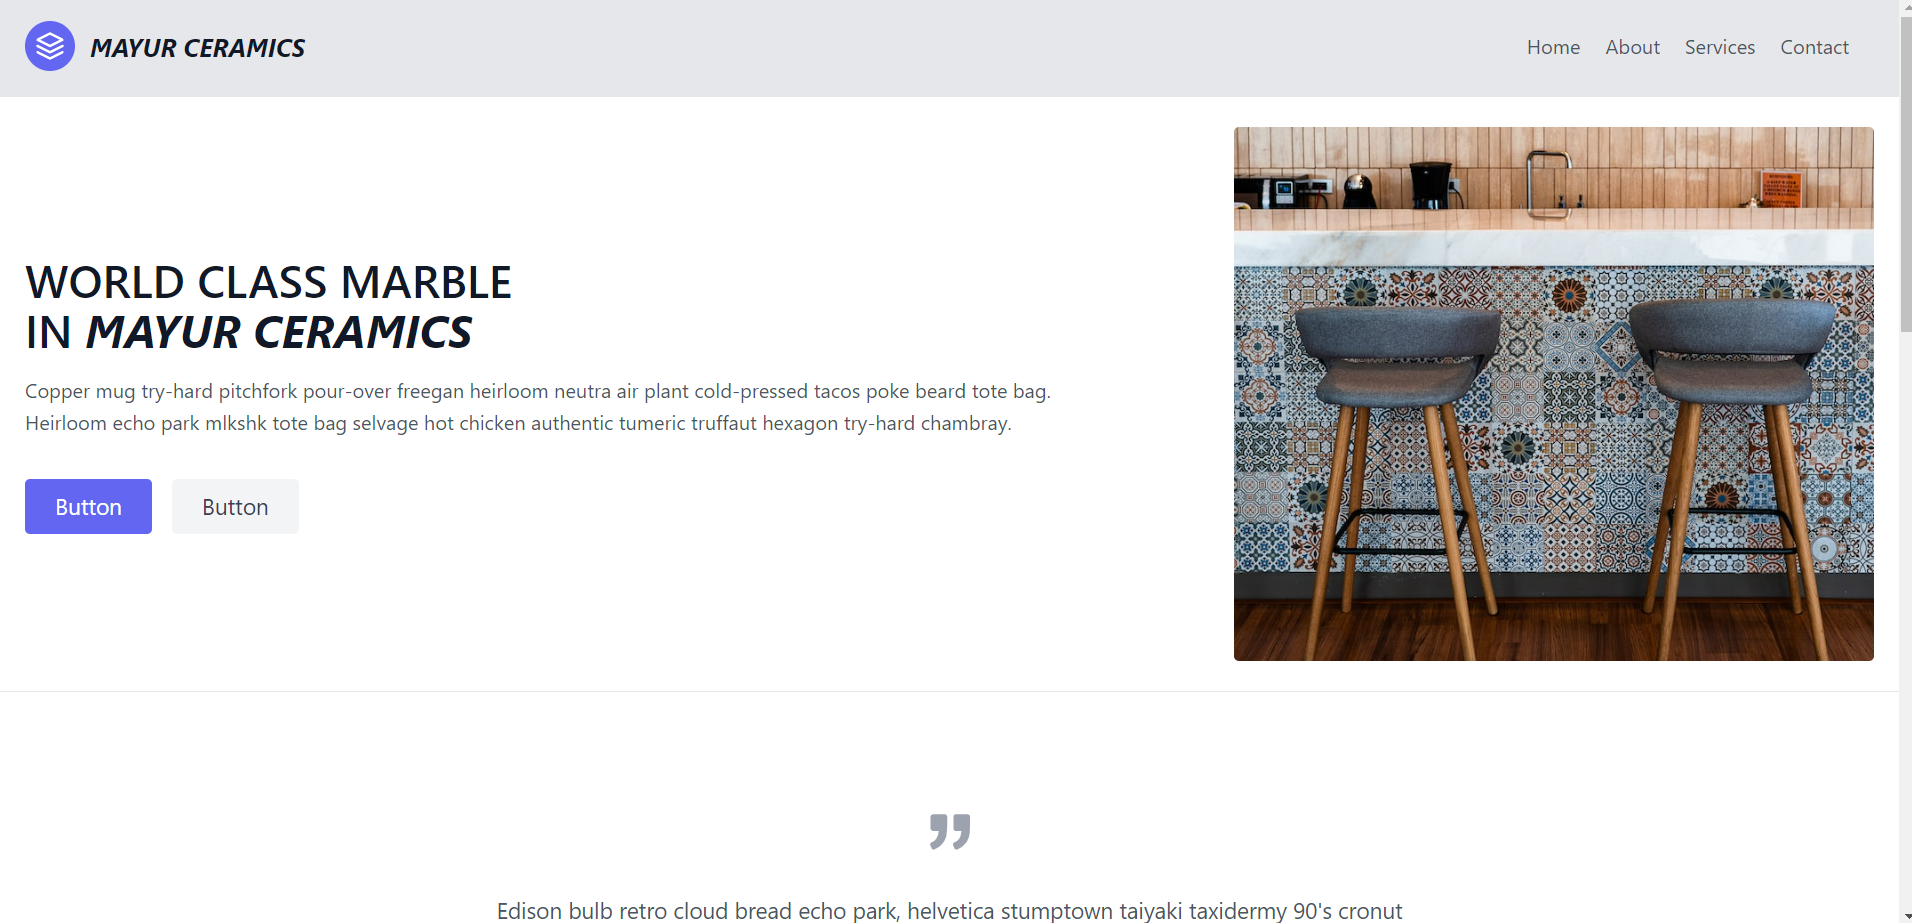 MAYUR CERAMICS
Home About Services Contact
WORLD CLASS MARBLE
IN MAYUR CERAMICS
Copper mug try-hard pitchfork pour-over freegan heirloom neutra air plant cold-pressed tacos poke beard tote bag.
Heirloom echo park mlkshk tote bag selvage hot chicken authentic tumeric truffaut hexagon try-hard chambray.
Button Button
Edison bulb retro cloud bread echo park, helvetica stumptown taiyaki taxidermy 90's cronut